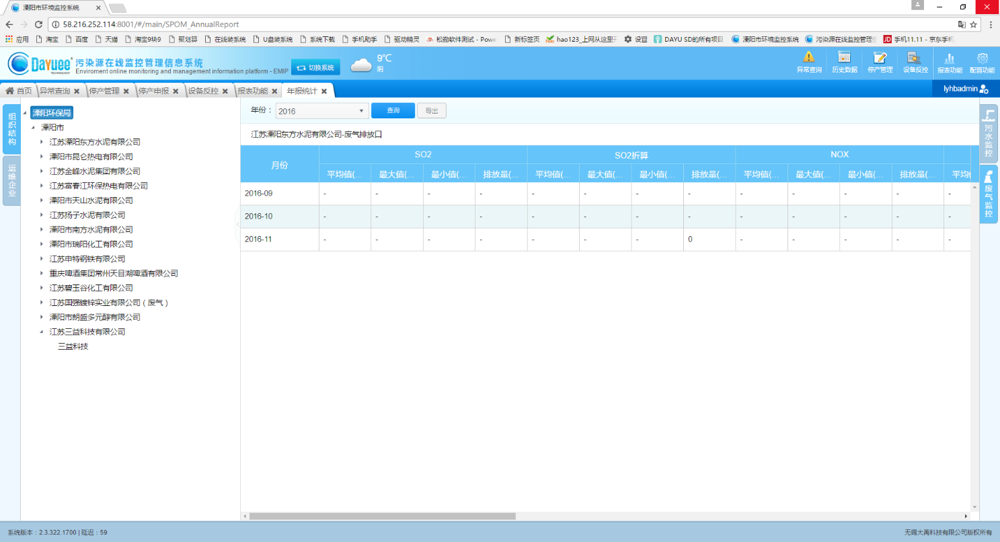 溧阳市环境监控系统
58.216.252.114:8001/#/main/SPOM_AnnualReport
应用 淘宝 百度 天猫 淘宝9块9 聚划算 在线装系统 U盘装系统 系统下载 手机助手 驱动精灵 松勤软件测试 - Powe 新标签页 hao123_上网从这里开 设置 DAYU SD的所有项目 溧阳市环境监控系统 污染源在线监控管理信 JD 手机11.11 - 京东手机
Dayuee TECHNOLOGY 污染源在线监控管理信息系统
Enviroment online monitoring and management information platform - EMIP
切换系统
9℃
阴
异常查询 历史数据 停产管理 设备反控 报表功能 配置功能
首页 异常查询 停产管理 停产申报 设备反控 报表功能 年报统计 lyhbadmin
组织结构
运维企业
溧阳环保局
溧阳市
江苏溧阳东方水泥有限公司
溧阳市昆仑热电有限公司
江苏金峰水泥集团有限公司
江苏富春江环保热电有限公司
溧阳市天山水泥有限公司
江苏扬子水泥有限公司
溧阳市南方水泥有限公司
溧阳市瑞阳化工有限公司
江苏申特钢铁有限公司
重庆啤酒集团常州天目湖啤酒有限公司
江苏碧玉谷化工有限公司
江苏国强镀锌实业有限公司（废气）
溧阳市朗盛多元醇有限公司
江苏三益科技有限公司
三益科技
年份： 2016 查询 导出
江苏溧阳东方水泥有限公司-废气排放口
月份 SO2 SO2折算 NOX
平均值(... 最大值(... 最小值(... 排放量(... 平均值(... 最大值(... 最小值(... 排放量(... 平均值(... 最大值(... 最小值(... 排放量(... 平均
2016-09 - - - - - - - - - - - - -
2016-10 - - - - - - - - - - - - -
2016-11 - - - - - - - 0 - - - - -
污水监控
废气监控
系统版本：2.3.322.1700 | 延迟：59
无锡大禹科技有限公司版权所有